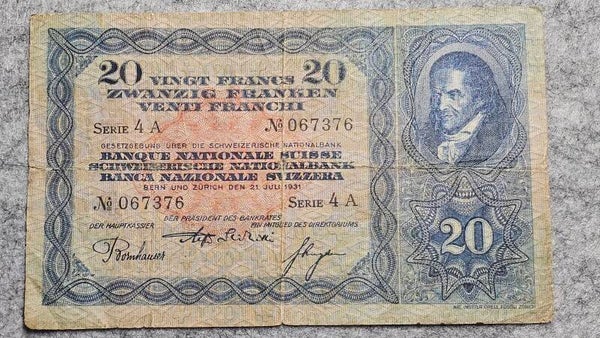 20 VINGT FRANCS 20
ZWANZIG FRANKEN
VENTI FRANCHI
SERIE 4 A № 067376
GESETZGEBUNG ÜBER DIE SCHWEIZERISCHE NATIONALBANK
BANQUE NATIONALE SUISSE
SCHWEIZERISCHE NATIONALBANK
BANCA NAZIONALE SVIZZERA
BERN UND ZÜRICH DEN 21. JULI 1931
№ 067376 SERIE 4 A
DER PRÄSIDENT DES BANKRATES
DER HAUPTKASSIER EIN MITGLIED DES DIREKTORIUMS
Bornhauser
20